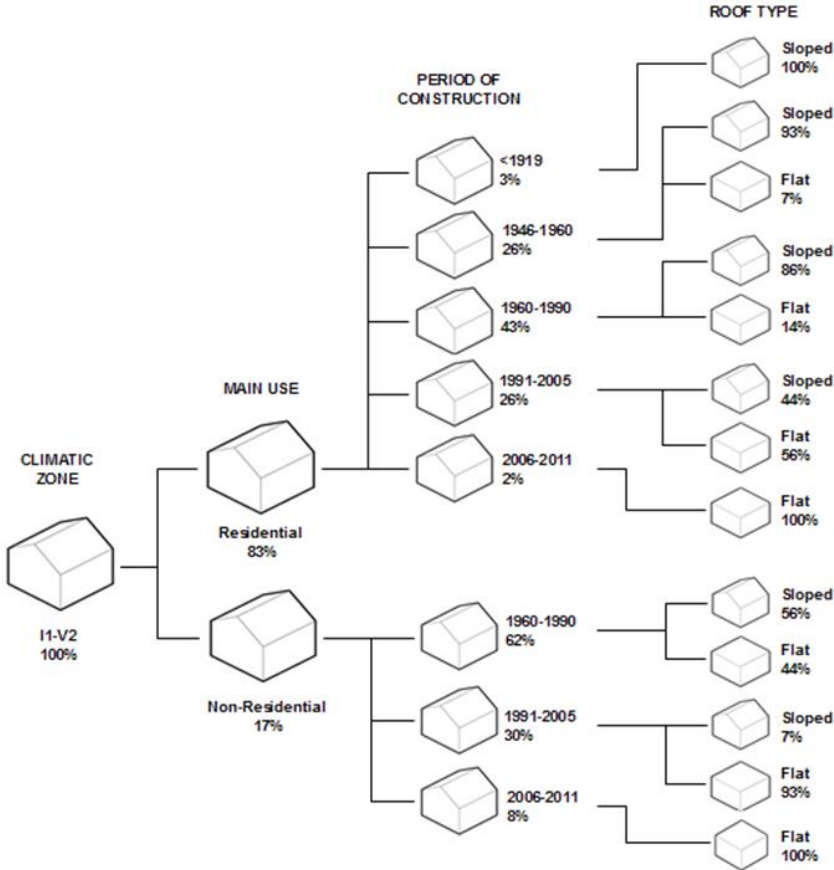 ROOF TYPE
Sloped
100%
PERIOD OF
CONSTRUCTION
Sloped
93%
<1919
3%
Flat
7%
1946-1960
26%
Sloped
86%
1960-1990
43%
Flat
14%
MAIN USE
1991-2005
26%
Sloped
44%
Flat
56%
CLIMATIC
ZONE
2006-2011
2%
Flat
100%
Residential
83%
Sloped
56%
I1-V2
100%
1960-1990
62%
Flat
44%
Non-Residential
17%
1991-2005
30%
Sloped
7%
Flat
93%
2006-2011
8%
Flat
100%